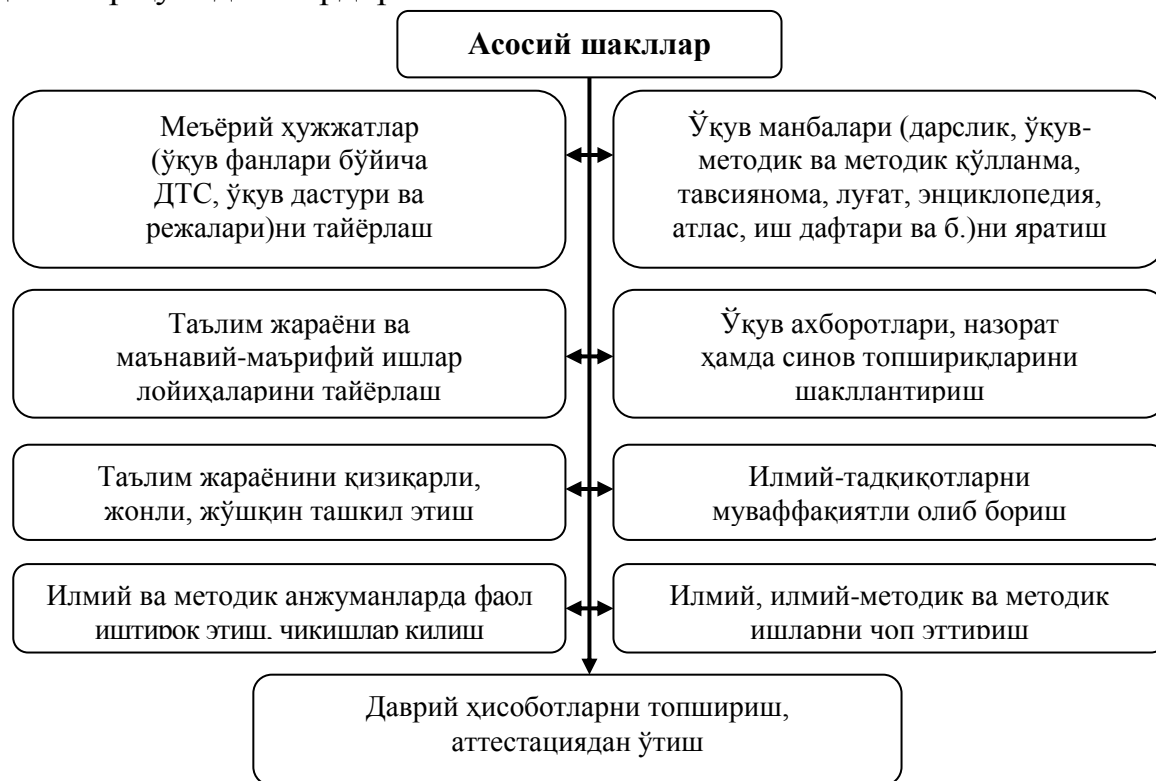 Асосий шакллар
Меъёрий ҳужжатлар
(ўқув фанлари бўйича
ДТС, ўқув дастури ва
режалари)ни тайёрлаш
Ўқув манбалари (дарслик, ўқув-
методик ва методик қўлланма,
тавсиянома, луғат, энциклопедия,
атлас, иш дафтари ва б.)ни яратиш
Таълим жараёни ва
маънавий-маърифий ишлар
лойиҳаларини тайёрлаш
Ўқув ахборотлари, назорат
ҳамда синов топшириқларини
шакллантириш
Таълим жараёнини қизиқарли,
жонли, жўшқин ташкил этиш
Илмий-тадқиқотларни
муваффақиятли олиб бориш
Илмий ва методик анжуманларда фаол
иштирок этиш, чиқишлар қилиш
Илмий, илмий-методик ва методик
ишларни чоп эттириш
Даврий ҳисоботларни топшириш,
аттестациядан ўтиш